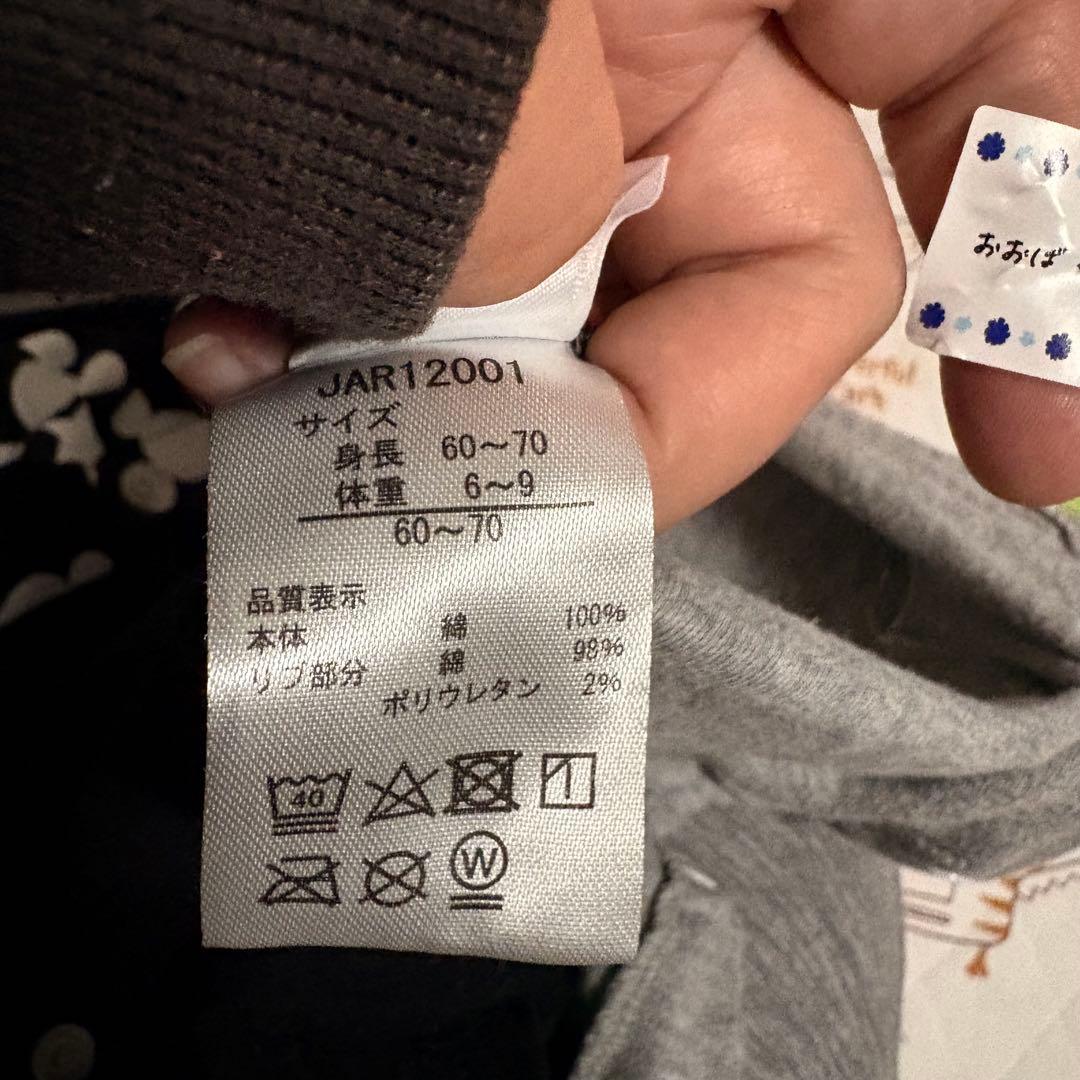 JAR12001
サイズ
身長 60～70
体重 6～9
60～70
品質表示
本体 綿 100%
リブ部分 綿 98%
ポリウレタン 2%
40
W
おおば